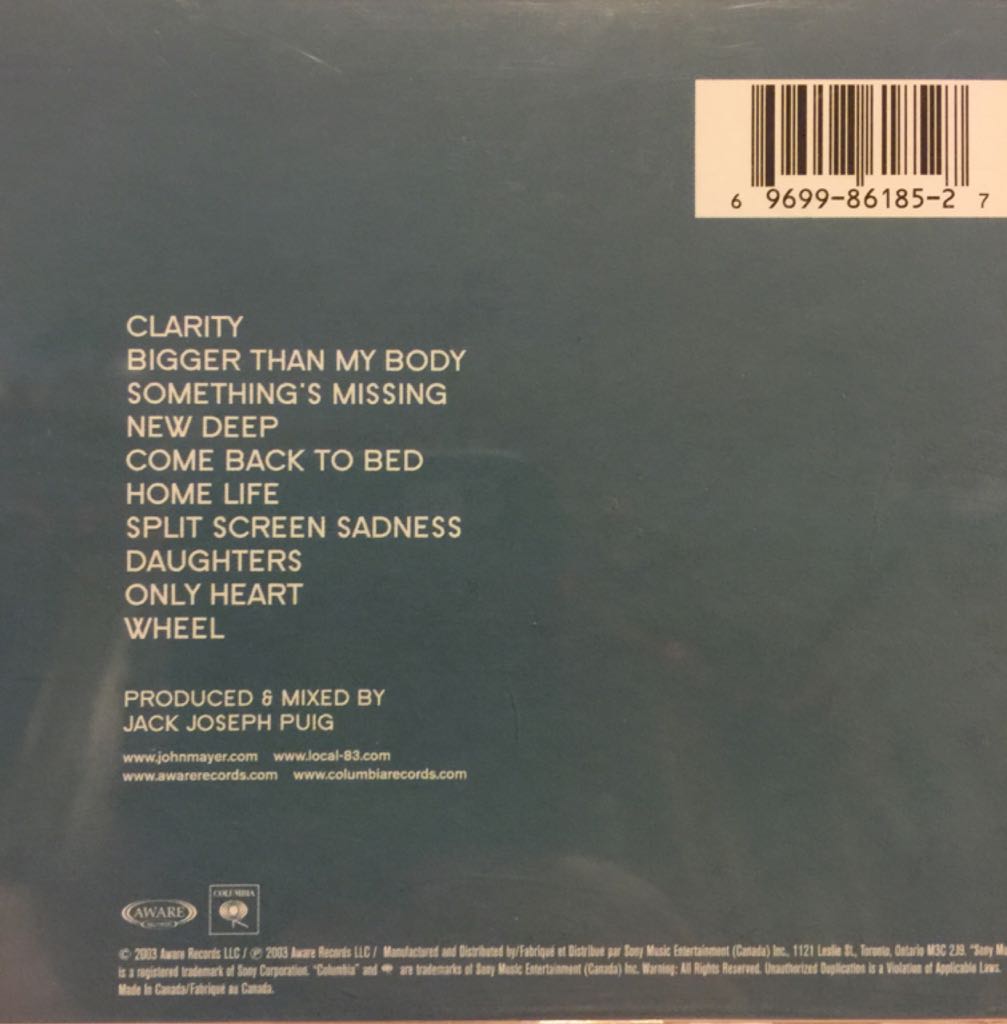 6 9699-86185-2 7
CLARITY
BIGGER THAN MY BODY
SOMETHING'S MISSING
NEW DEEP
COME BACK TO BED
HOME LIFE
SPLIT SCREEN SADNESS
DAUGHTERS
ONLY HEART
WHEEL
PRODUCED & MIXED BY
JACK JOSEPH PUIG
www.johnmayer.com www.local-83.com
www.awarerecords.com www.columbiarecords.com
AWARE
COLUMBIA
© 2003 Aware Records LLC / ℗ 2003 Aware Records LLC / Manufactured and Distributed by/Fabriqué et Distribué par Sony Music Entertainment (Canada) Inc., 1121 Leslie St., Toronto, Ontario M3C 2J9. "Sony
is a registered trademark of Sony Corporation. "Columbia" and are trademarks of Sony Music Entertainment (Canada) Inc. Warning: All Rights Reserved. Unauthorized Duplication is a Violation of Applicable Laws
Made In Canada/Fabriqué au Canada.